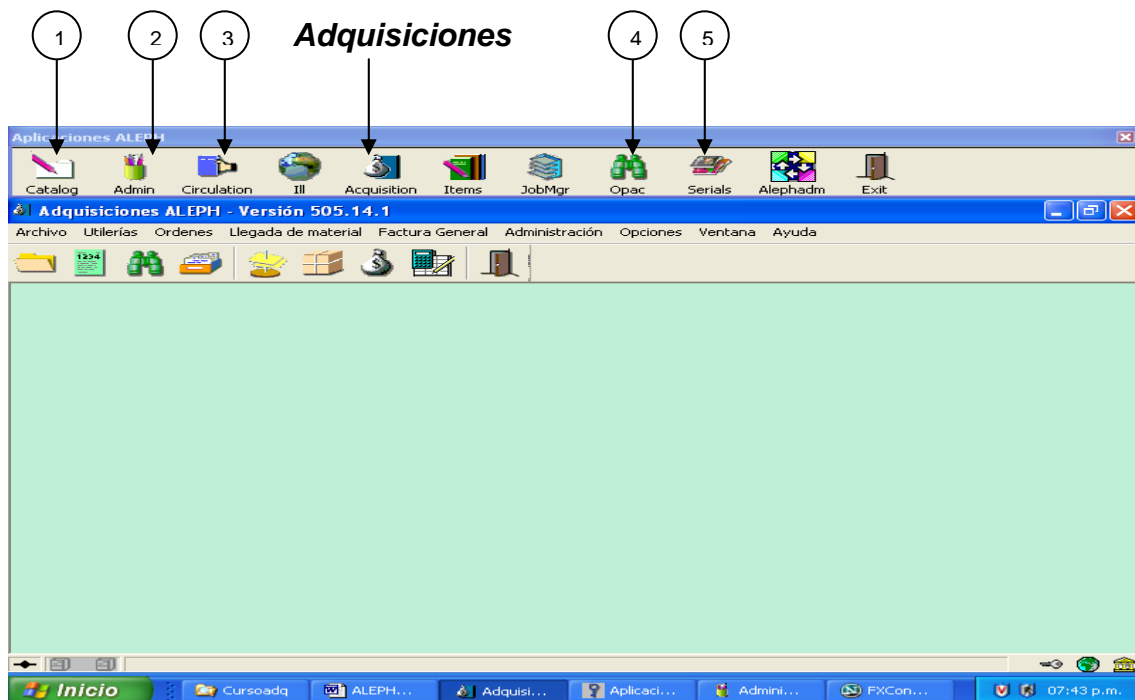 1 2 3 Adquisiciones 4 5
Aplicaciones ALEPH
Catalog Admin Circulation Ill Acquisition Items JobMgr Opac Serials Alephadm Exit
Adquisiciones ALEPH - Versión 505.14.1
Archivo Utilerías Ordenes Llegada de material Factura General Administración Opciones Ventana Ayuda
1234
Inicio Cursoadq ALEPH... Adquisi... Aplicaci... Admini... FXCon... 07:43 p.m.